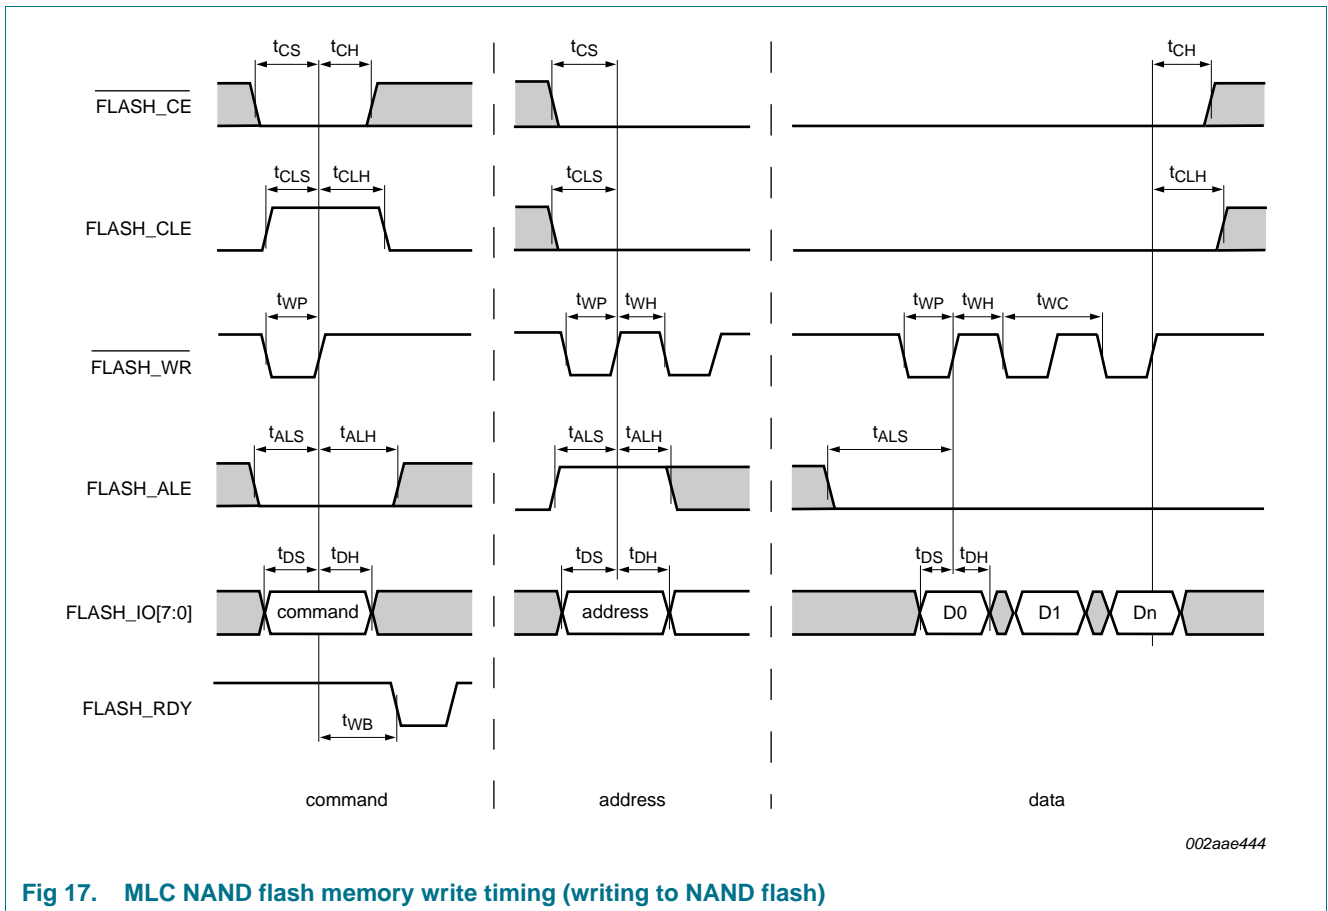 tCS tCH tCS tCH
FLASH_CE
tCLS tCLH tCLS tCLH
FLASH_CLE
tWP tWP tWH tWP tWH tWC
FLASH_WR
tALS tALH tALS tALH tALS
FLASH_ALE
tDS tDH tDS tDH tDS tDH
FLASH_IO[7:0] command address D0 D1 Dn
FLASH_RDY
tWB
command address data
002aae444
Fig 17. MLC NAND flash memory write timing (writing to NAND flash)